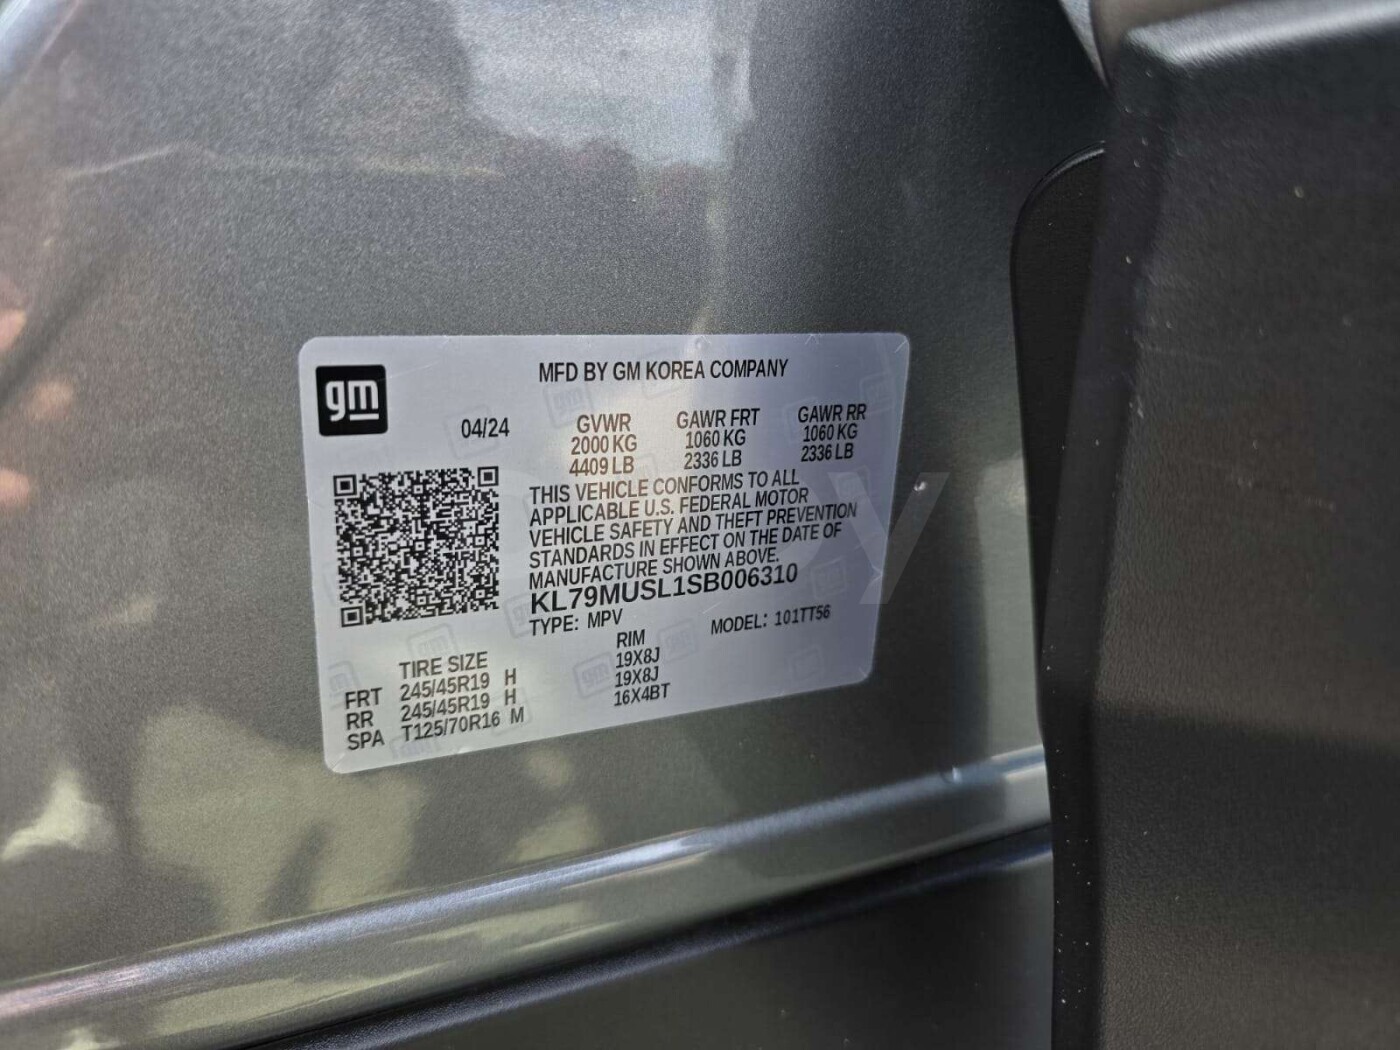 gm
MFD BY GM KOREA COMPANY
04/24
GVWR GAWR FRT GAWR RR
2000 KG 1060 KG 1060 KG
4409 LB 2336 LB 2336 LB
THIS VEHICLE CONFORMS TO ALL
APPLICABLE U.S. FEDERAL MOTOR
VEHICLE SAFETY AND THEFT PREVENTION
STANDARDS IN EFFECT ON THE DATE OF
MANUFACTURE SHOWN ABOVE.
KL79MUSL1SB006310
TYPE: MPV MODEL: 101TT56
TIRE SIZE RIM
FRT 245/45R19 H 19X8J
RR 245/45R19 H 19X8J
SPA T125/70R16 M 16X4BT